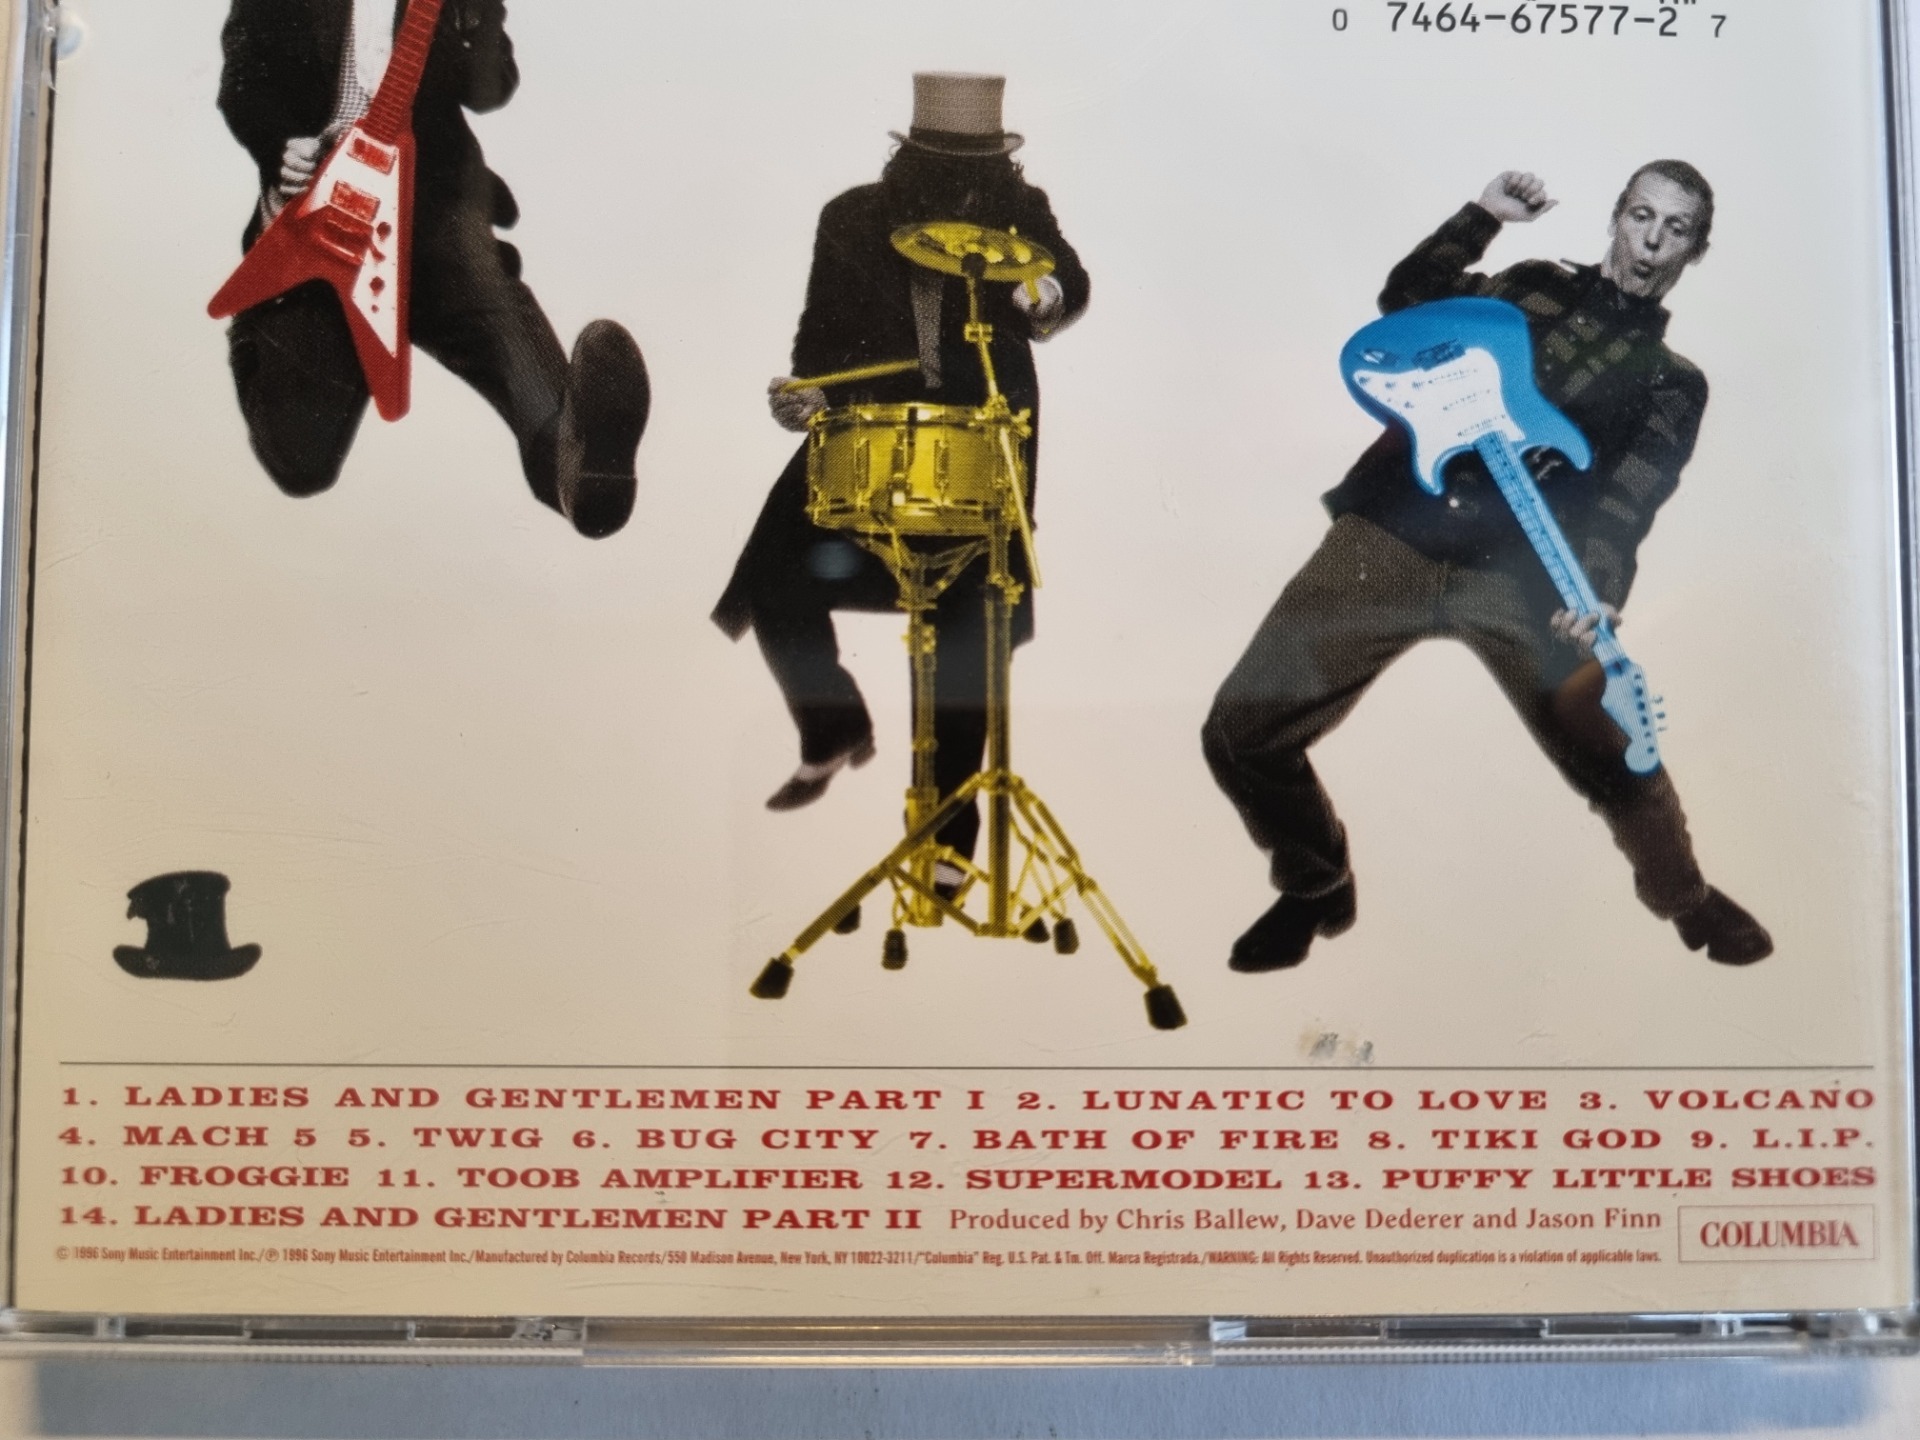 0 7464-67577-2 7
1. LADIES AND GENTLEMEN PART I 2. LUNATIC TO LOVE 3. VOLCANO
4. MACH 5 5. TWIG 6. BUG CITY 7. BATH OF FIRE 8. TIKI GOD 9. L.I.P.
10. FROGGIE 11. TOOB AMPLIFIER 12. SUPERMODEL 13. PUFFY LITTLE SHOES
14. LADIES AND GENTLEMEN PART II Produced by Chris Ballew, Dave Dederer and Jason Finn
COLUMBIA
© 1996 Sony Music Entertainment Inc./℗ 1996 Sony Music Entertainment Inc./Manufactured by Columbia Records/550 Madison Avenue, New York, NY 10022-3211/"Columbia" Reg. U.S. Pat. & Tm. Off. Marca Registrada./WARNING: All Rights Reserved. Unauthorized duplication is a violation of applicable laws.